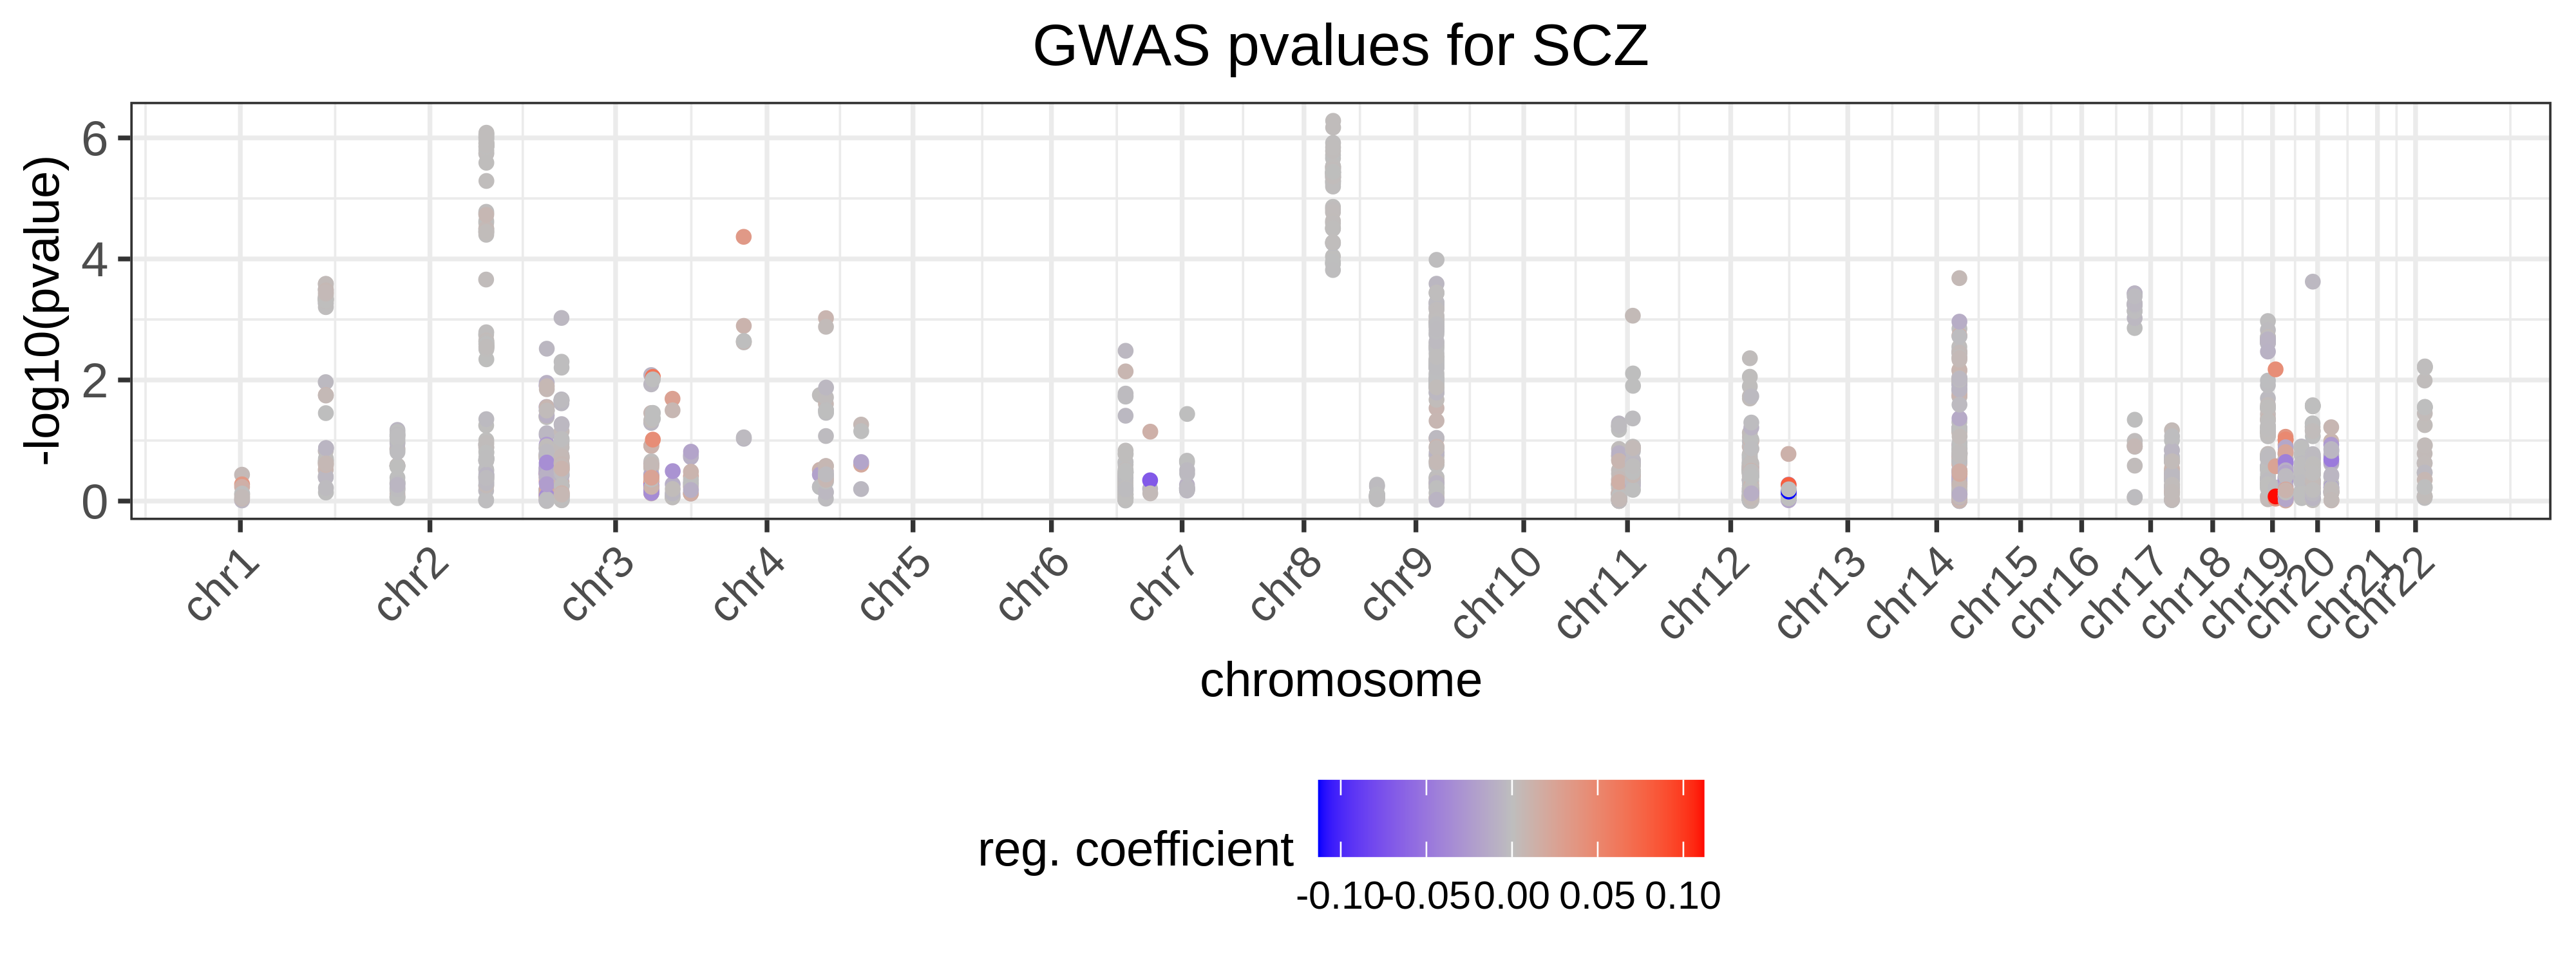 GWAS pvalues for SCZ
-log10(pvalue)
6
4
2
0
chr1 chr2 chr3 chr4 chr5 chr6 chr7 chr8 chr9 chr10 chr11 chr12 chr13 chr14 chr15 chr16 chr17 chr18 chr19 chr20 chr21 chr22
chromosome
reg. coefficient
-0.10 -0.05 0.00 0.05 0.10